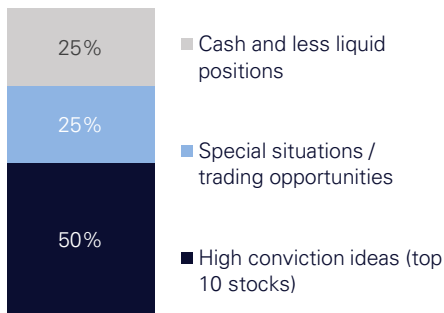 25%
Cash and less liquid
positions
25%
Special situations /
trading opportunities
50%
High conviction ideas (top
10 stocks)